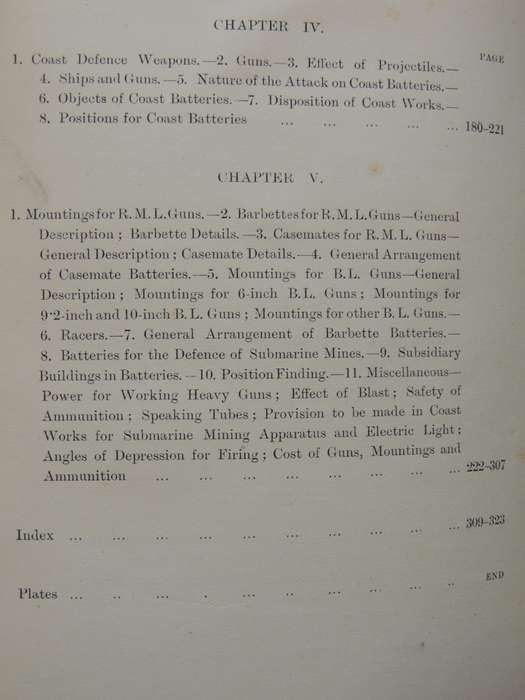 CHAPTER IV.
PAGE
1. Coast Defence Weapons.—2. Guns.—3. Effect of Projectiles.—
4. Ships and Guns.—5. Nature of the Attack on Coast Batteries.—
6. Objects of Coast Batteries.—7. Disposition of Coast Works.—
8. Positions for Coast Batteries ... ... ... ... ... 180–221
CHAPTER V.
1. Mountings for R.M.L. Guns.—2. Barbettes for R.M.L. Guns—General
Description; Barbette Details.—3. Casemates for R.M.L. Guns—
General Description; Casemate Details.—4. General Arrangement
of Casemate Batteries.—5. Mountings for B.L. Guns—General
Description; Mountings for 6-inch B.L. Guns; Mountings for
9·2-inch and 10-inch B.L. Guns; Mountings for other B.L. Guns.—
6. Racers.—7. General Arrangement of Barbette Batteries.—
8. Batteries for the Defence of Submarine Mines.—9. Subsidiary
Buildings in Batteries.—10. Position Finding.—11. Miscellaneous—
Power for Working Heavy Guns; Effect of Blast; Safety of
Ammunition; Speaking Tubes; Provision to be made in Coast
Works for Submarine Mining Apparatus and Electric Light;
Angles of Depression for Firing; Cost of Guns, Mountings and
Ammunition ... ... ... ... ... ... ... ... 222–307
Index ... ... ... ... ... ... ... ... ... ... 309–323
Plates ... .. ... . ... .. ... ... ... .. END